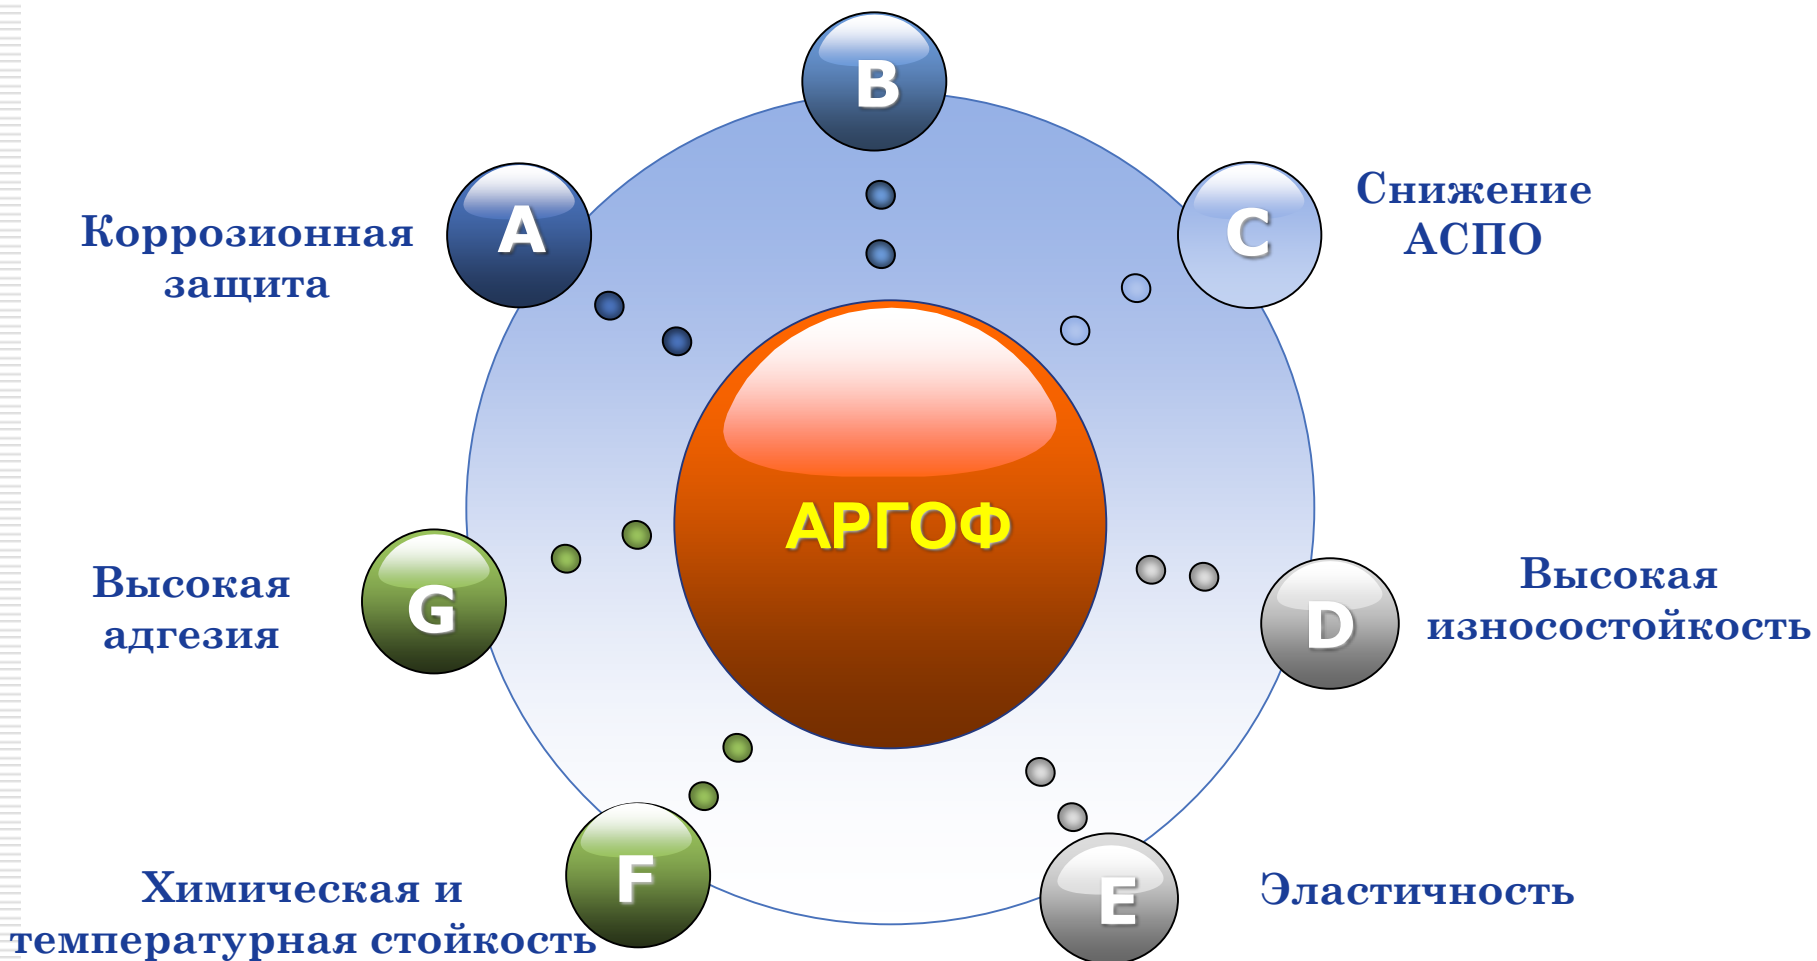 B
A
Коррозионная
защита
C
Снижение
АСПО
АРГОФ
G
Высокая
адгезия
D
Высокая
износостойкость
F
Химическая и
температурная стойкость
E
Эластичность